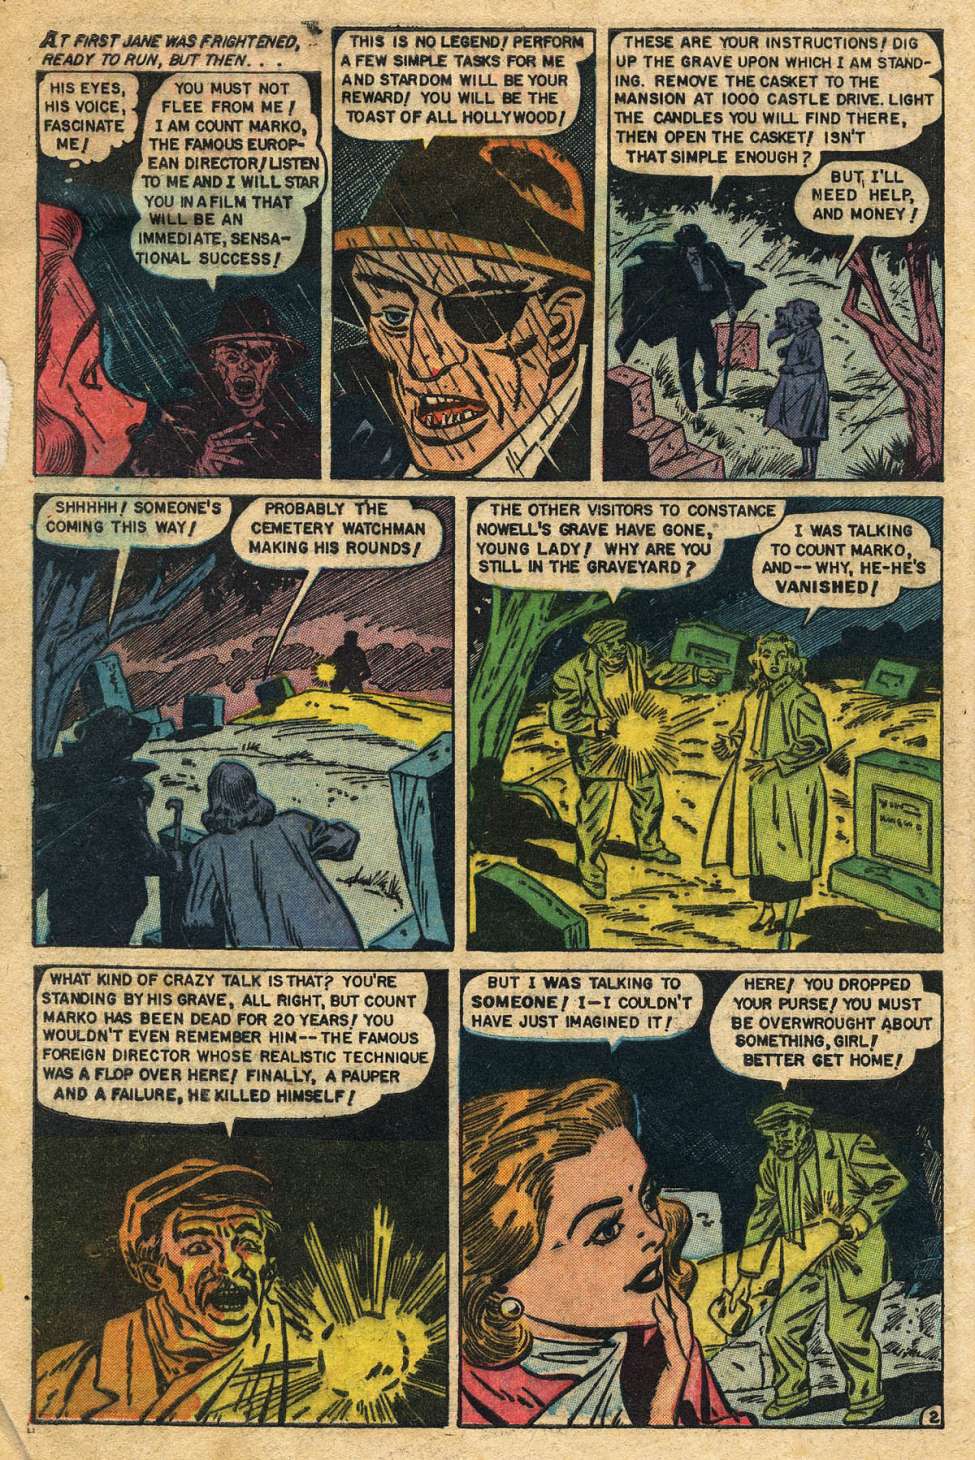 AT FIRST JANE WAS FRIGHTENED,
READY TO RUN, BUT THEN...
HIS EYES,
HIS VOICE,
FASCINATE
ME!
YOU MUST NOT
FLEE FROM ME!
I AM COUNT MARKO,
THE FAMOUS EUROP-
EAN DIRECTOR! LISTEN
TO ME AND I WILL STAR
YOU IN A FILM THAT
WILL BE AN
IMMEDIATE, SENSA-
TIONAL SUCCESS!
THIS IS NO LEGEND! PERFORM
A FEW SIMPLE TASKS FOR ME
AND STARDOM WILL BE YOUR
REWARD! YOU WILL BE THE
TOAST OF ALL HOLLYWOOD!
THESE ARE YOUR INSTRUCTIONS! DIG
UP THE GRAVE UPON WHICH I AM STAND-
ING. REMOVE THE CASKET TO THE
MANSION AT 1000 CASTLE DRIVE. LIGHT
THE CANDLES YOU WILL FIND THERE,
THEN OPEN THE CASKET! ISN'T
THAT SIMPLE ENOUGH?
BUT, I'LL
NEED HELP,
AND MONEY!
SHHHHH! SOMEONE'S
COMING THIS WAY!
PROBABLY THE
CEMETERY WATCHMAN
MAKING HIS ROUNDS!
THE OTHER VISITORS TO CONSTANCE
NOWELL'S GRAVE HAVE GONE,
YOUNG LADY! WHY ARE YOU
STILL IN THE GRAVEYARD?
I WAS TALKING
TO COUNT MARKO,
AND--WHY, HE-HE'S
VANISHED!
WHAT KIND OF CRAZY TALK IS THAT? YOU'RE
STANDING BY HIS GRAVE, ALL RIGHT, BUT COUNT
MARKO HAS BEEN DEAD FOR 20 YEARS! YOU
WOULDN'T EVEN REMEMBER HIM--THE FAMOUS
FOREIGN DIRECTOR WHOSE REALISTIC TECHNIQUE
WAS A FLOP OVER HERE! FINALLY, A PAUPER
AND A FAILURE, HE KILLED HIMSELF!
BUT I WAS TALKING TO
SOMEONE! I-I COULDN'T
HAVE JUST IMAGINED IT!
HERE! YOU DROPPED
YOUR PURSE! YOU MUST
BE OVERWROUGHT ABOUT
SOMETHING, GIRL!
BETTER GET HOME!
2